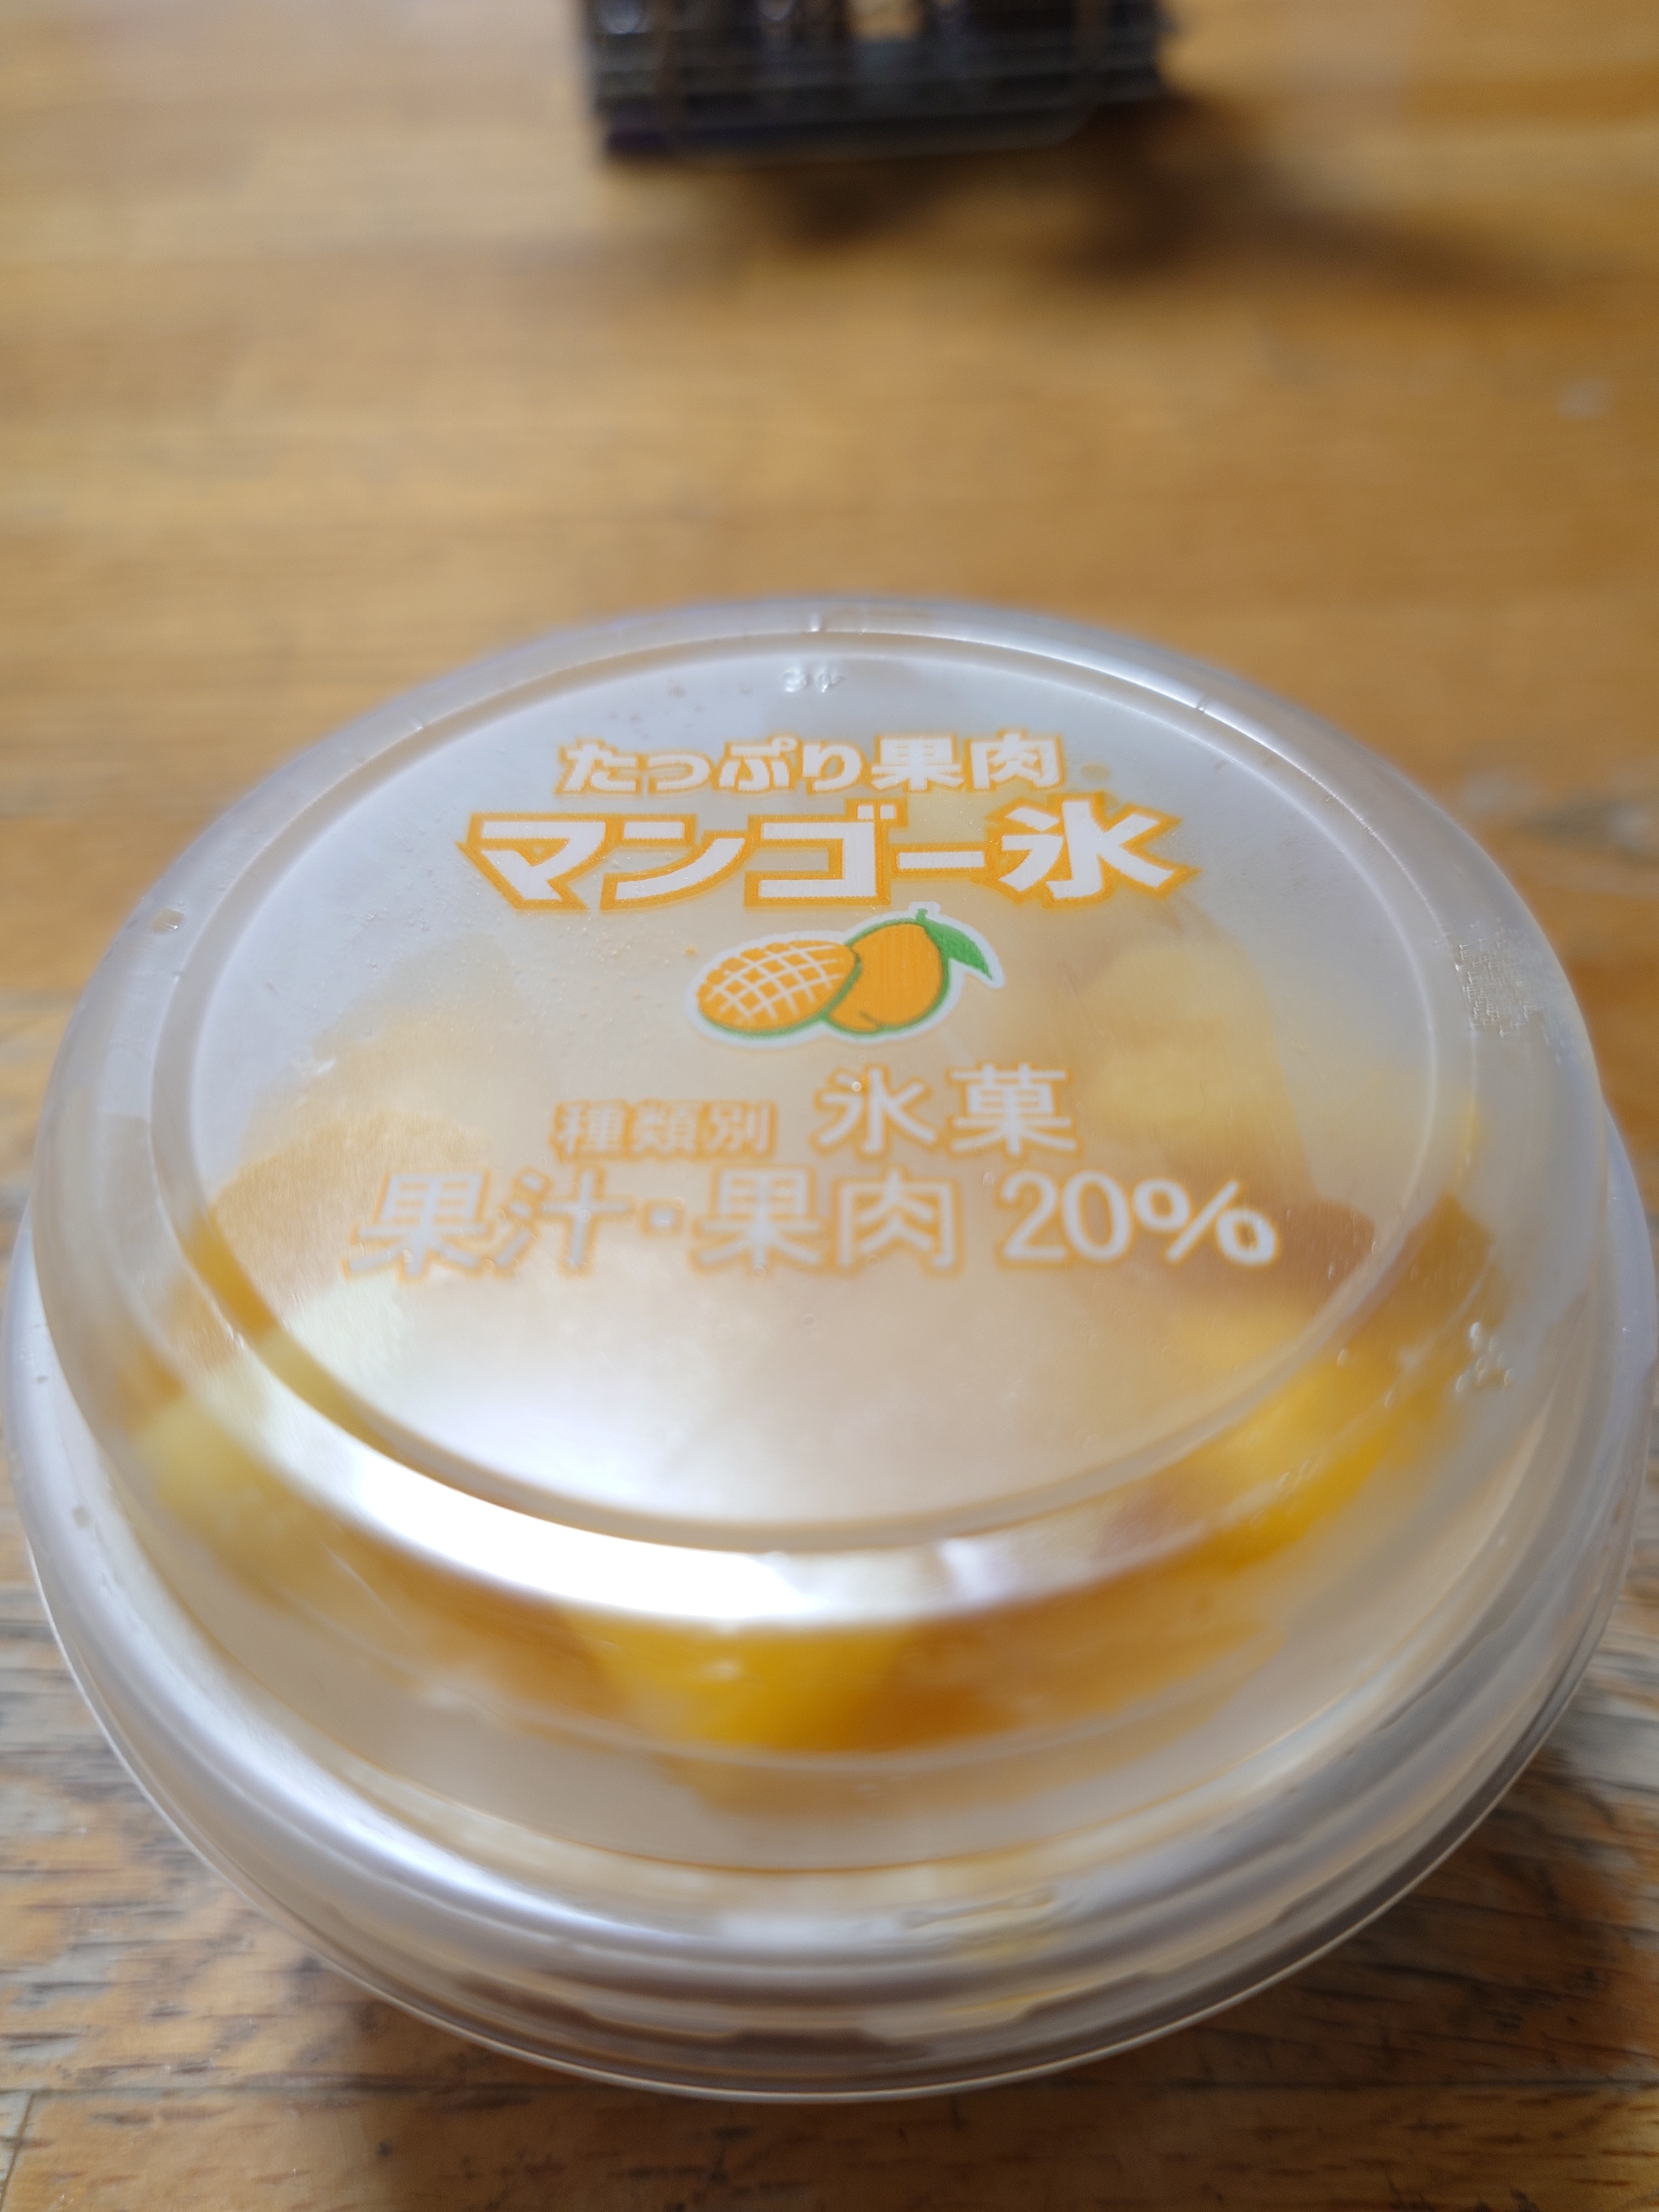 たっぷり果肉
マンゴー氷
種類別 氷菓
果汁・果肉 20%